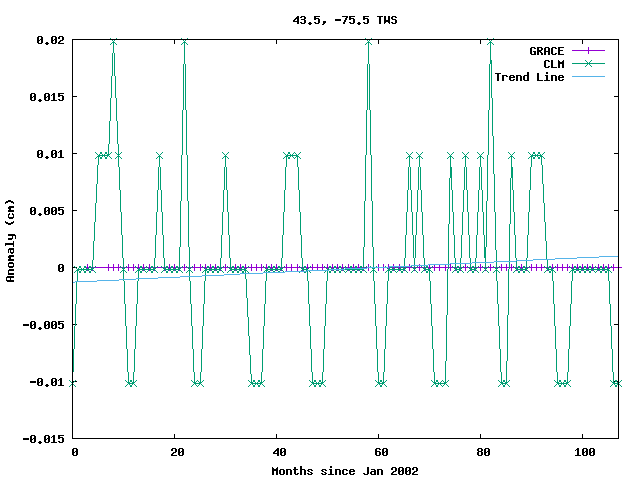 43.5, -75.5 TWS
GRACE
CLM
Trend Line
0.02
0.015
0.01
0.005
0
-0.005
-0.01
-0.015
Anomaly (cm)
0 20 40 60 80 100
Months since Jan 2002